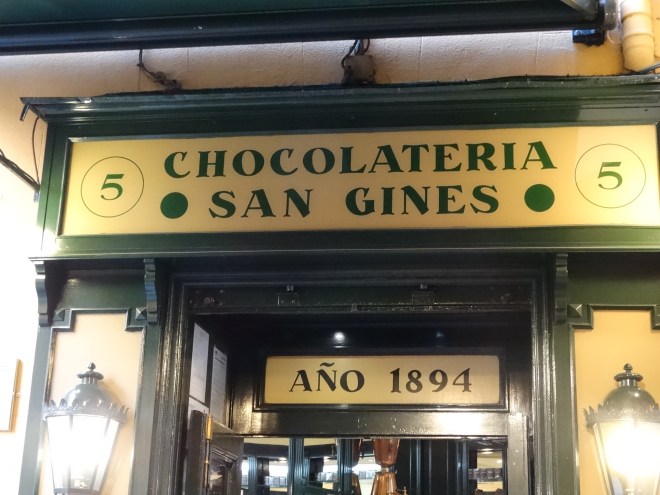 5 CHOCOLATERIA 5
• SAN GINES •
AÑO 1894